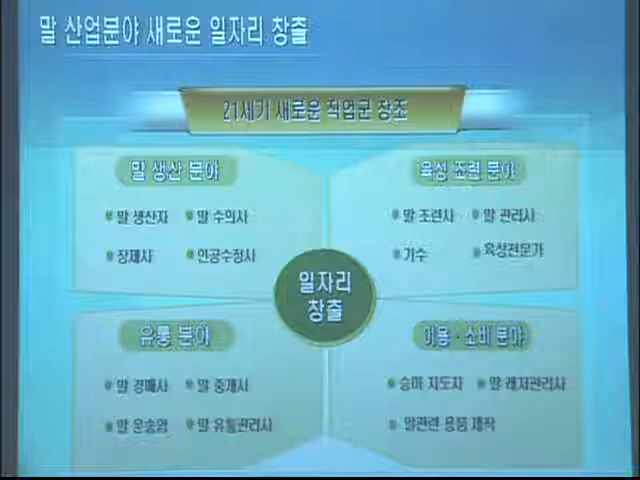 말 산업분야 새로운 일자리 창출
21세기 새로운 직업군 창조
말 생산 분야
말 생산자 말 수의사
장제사 인공수정사
육성 조련 분야
말 조련사 말 관리사
기수 육성전문가
일자리
창출
유통 분야
말 경매사 말 중개사
말 운송업 말 유통관리사
이용·소비 분야
승마 지도자 말 레저관리사
말관련 용품 제작